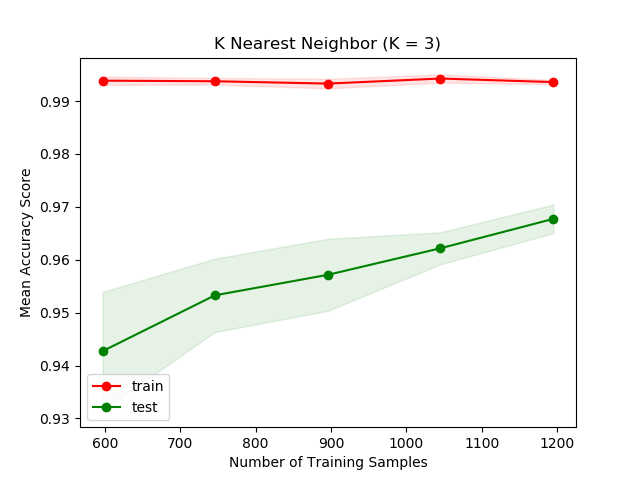 K Nearest Neighbor (K = 3)
Mean Accuracy Score
0.99
0.98
0.97
0.96
0.95
0.94
0.93
train
test
600 700 800 900 1000 1100 1200
Number of Training Samples